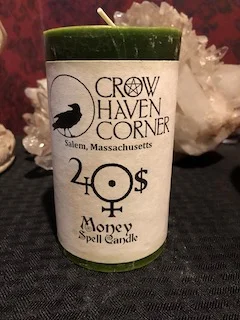 CROW
HAVEN
CORNER
Salem, Massachusetts
$
Money
Spell Candle